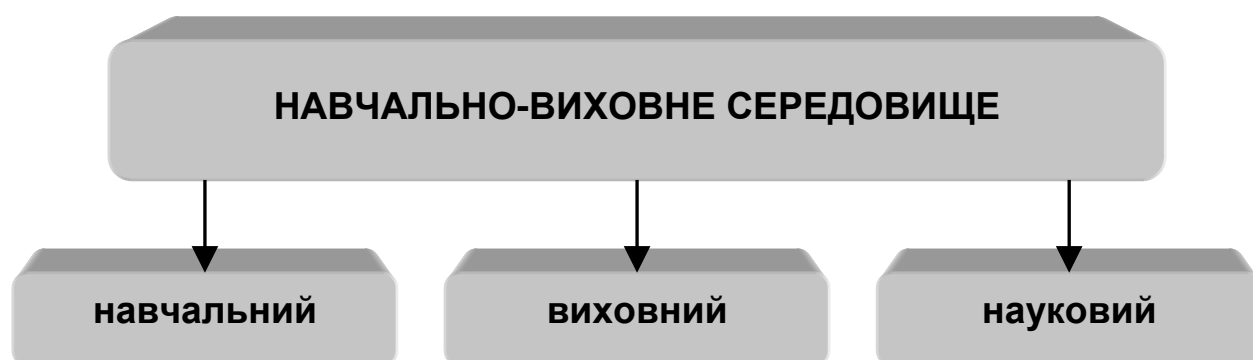 НАВЧАЛЬНО-ВИХОВНЕ СЕРЕДОВИЩЕ
навчальний
виховний
науковий